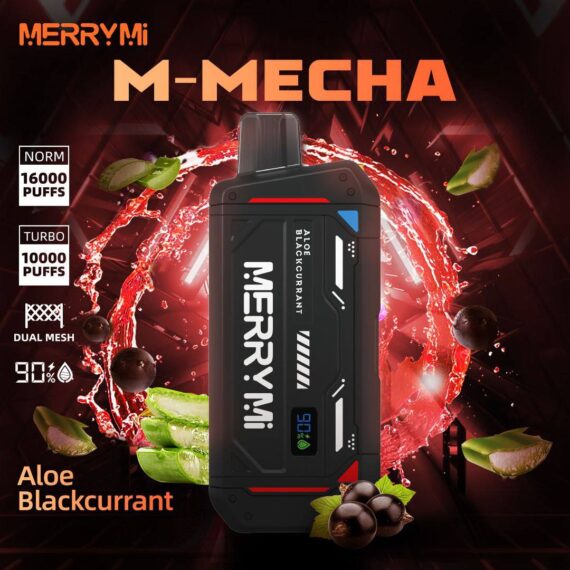 MERRYMi
M-MECHA
NORM
16000
PUFFS
TURBO
10000
PUFFS
DUAL MESH
90%
ALOE
BLACKCURRANT
MERRYMi
90%
Aloe
Blackcurrant